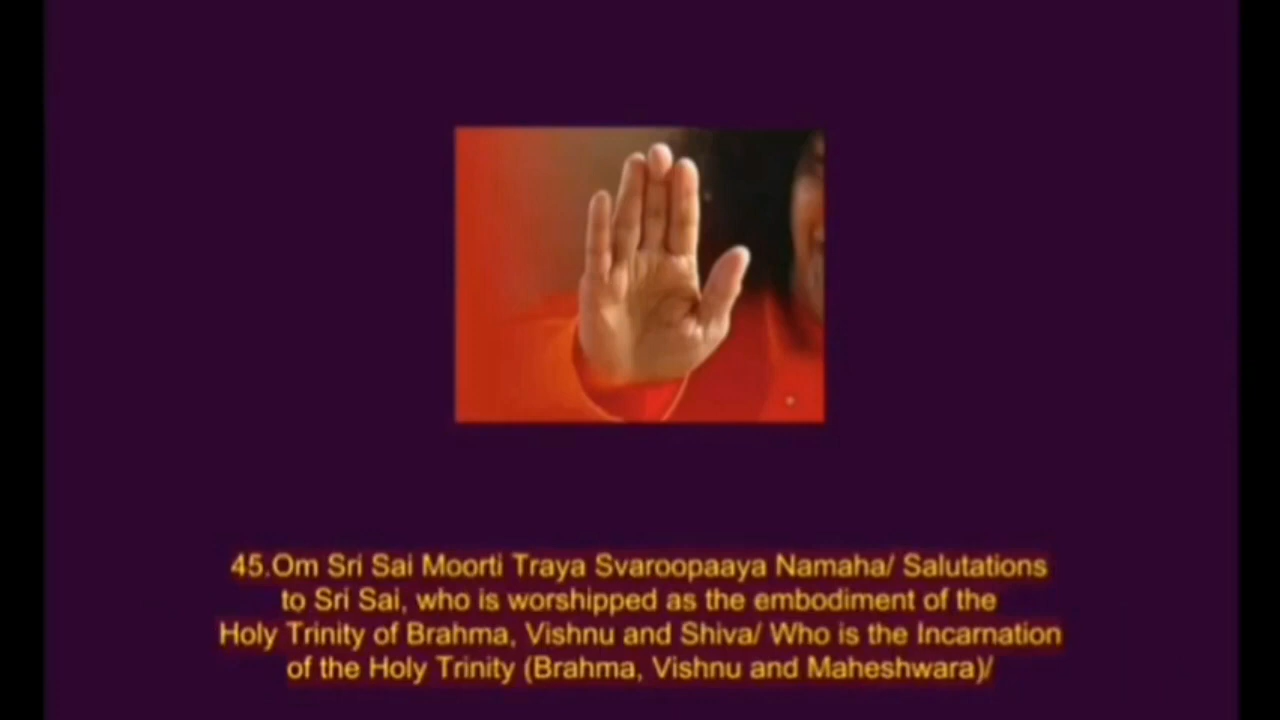 45.Om Sri Sai Moorti Traya Svaroopaaya Namaha/ Salutations
to Sri Sai, who is worshipped as the embodiment of the
Holy Trinity of Brahma, Vishnu and Shiva/ Who is the Incarnation
of the Holy Trinity (Brahma, Vishnu and Maheshwara)/